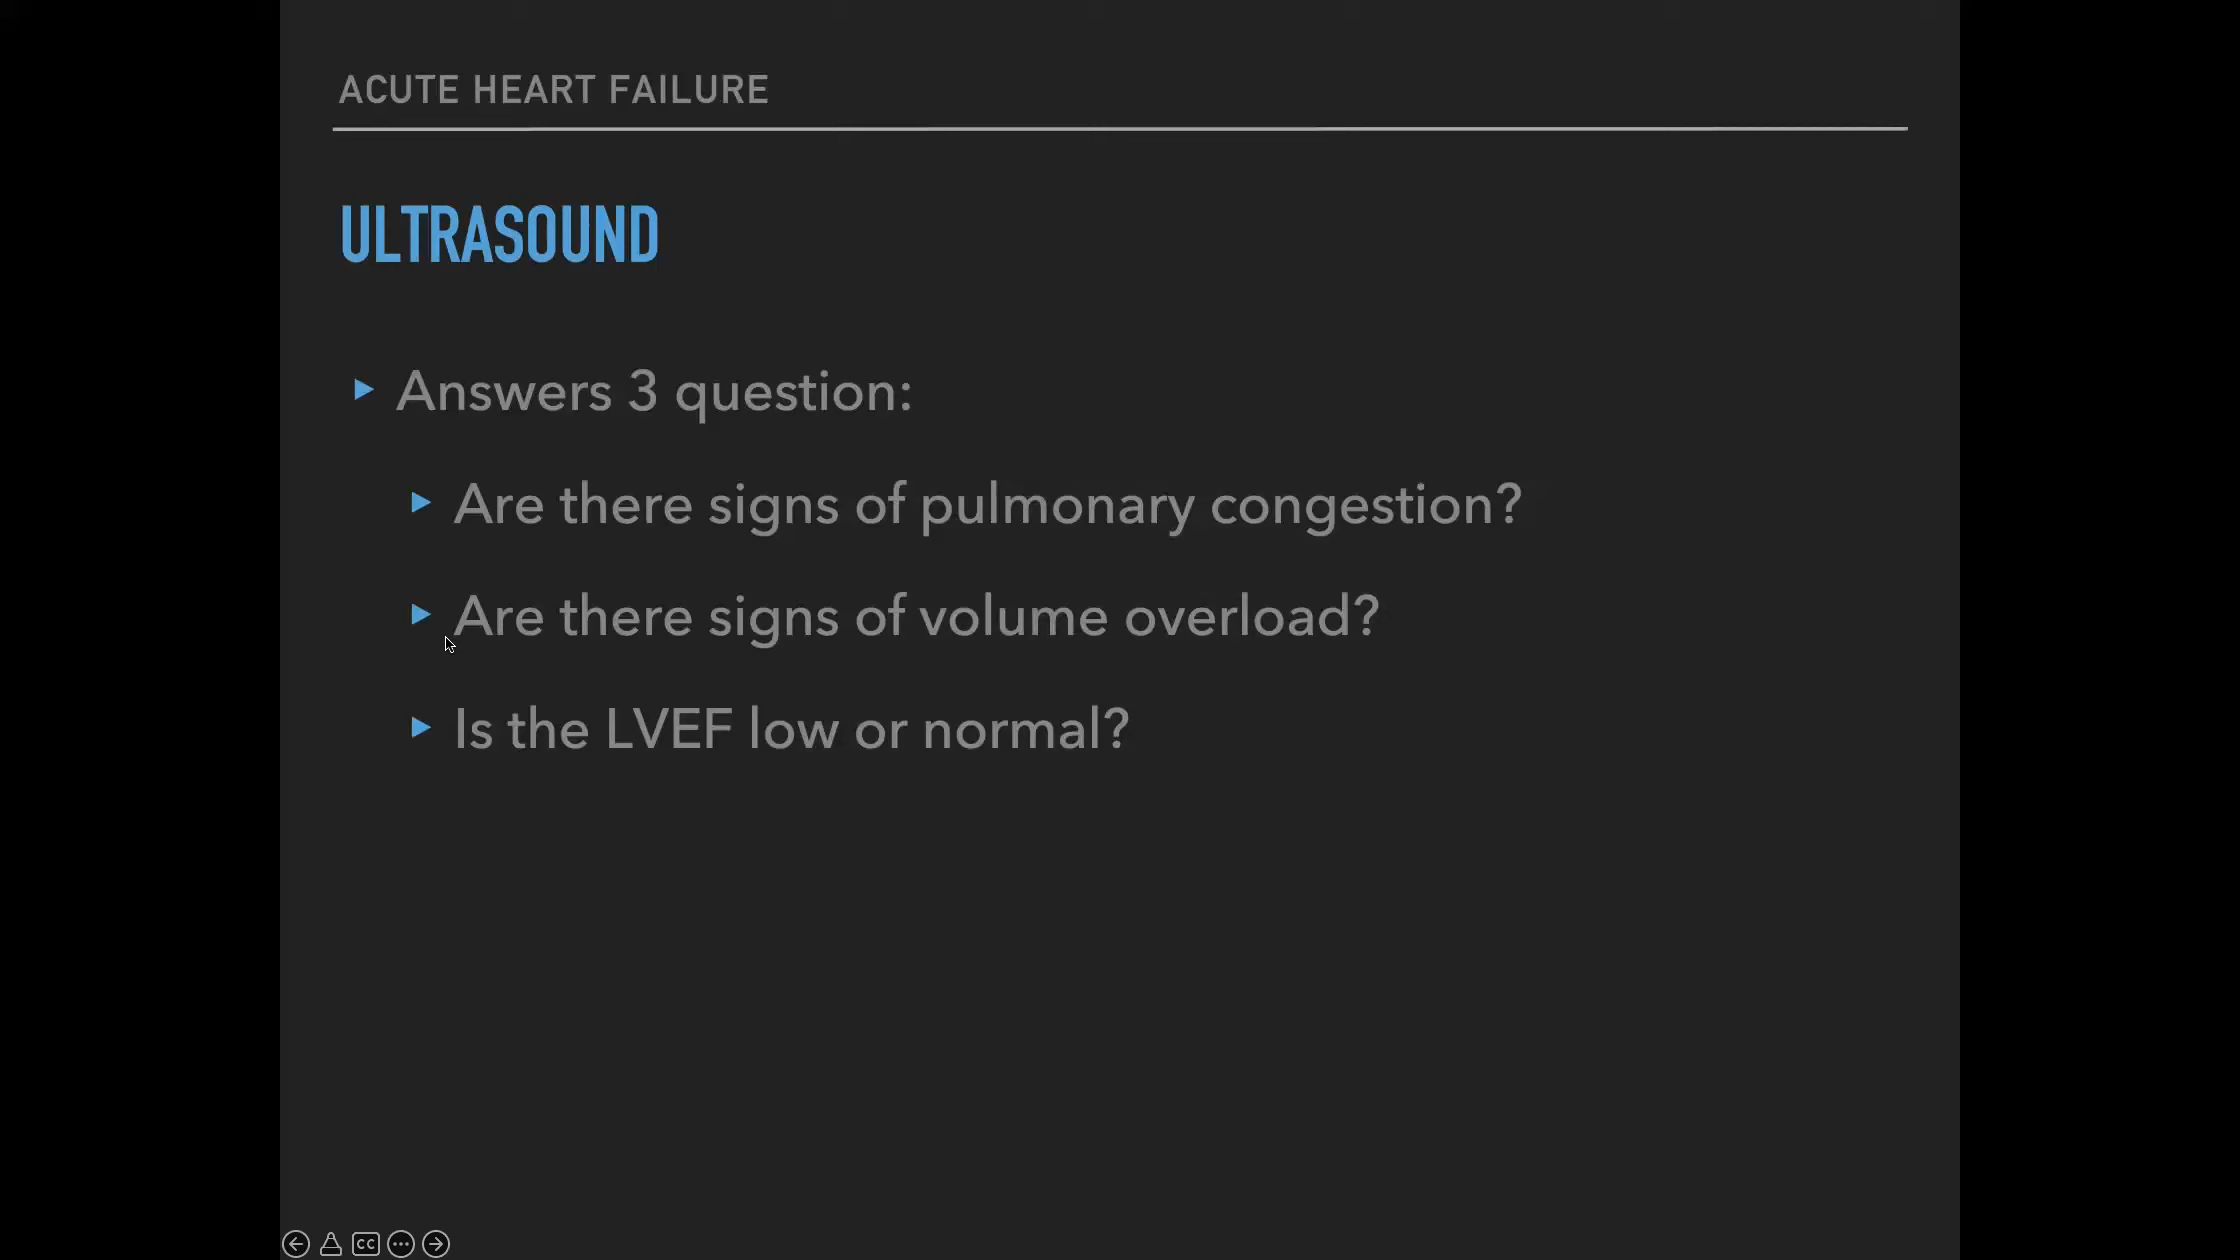 ACUTE HEART FAILURE
ULTRASOUND
Answers 3 question:
Are there signs of pulmonary congestion?
Are there signs of volume overload?
Is the LVEF low or normal?
CC